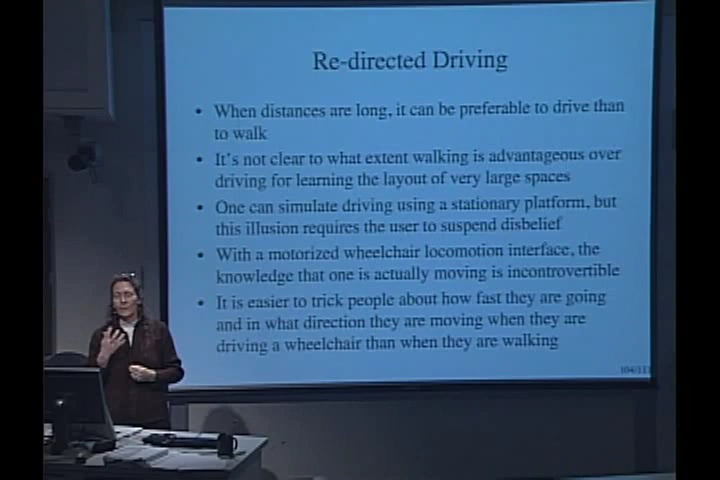 Re-directed Driving
• When distances are long, it can be preferable to drive than
to walk
• It's not clear to what extent walking is advantageous over
driving for learning the layout of very large spaces
• One can simulate driving using a stationary platform, but
this illusion requires the user to suspend disbelief
• With a motorized wheelchair locomotion interface, the
knowledge that one is actually moving is incontrovertible
• It is easier to trick people about how fast they are going
and in what direction they are moving when they are
driving a wheelchair than when they are walking
104/111